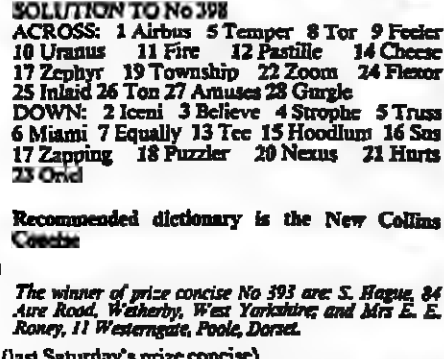 SOLUTION TO No 398
ACROSS: 1 Airbus 5 Temper 8 Tor 9 Feeler
10 Uranus 11 Fire 12 Pastille 14 Cheese
17 Zephyr 19 Township 22 Zoom 24 Flexor
25 Inlaid 26 Ton 27 Amuses 28 Gurgle
DOWN: 2 Iceni 3 Believe 4 Strophe 5 Truss
6 Miami 7 Equally 13 Tee 15 Hoodlum 16 Sus
17 Zapping 18 Puzzler 20 Nexus 21 Hurts
23 Oriel
Recommended dictionary is the New Collins
Concise
The winner of prize concise No 393 are: S. Hague, 84
Aire Road, Wetherby, West Yorkshire; and Mrs E. E.
Roney, 11 Westerngate, Poole, Dorset.
(last Saturday's prize concise)